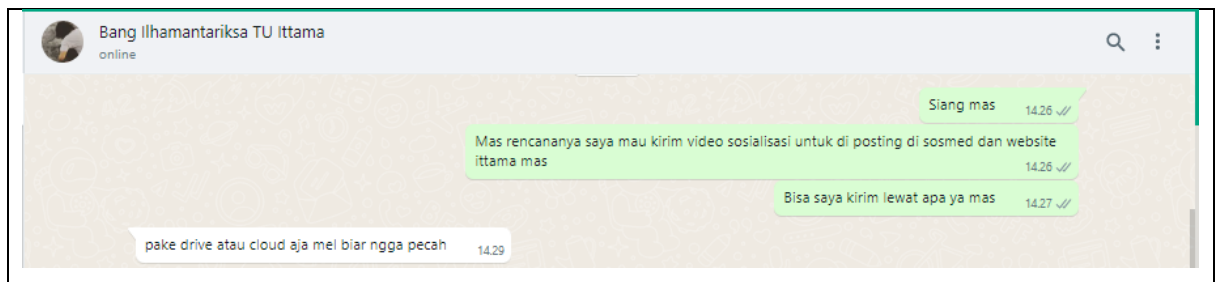 Bang Ilhamantariksa TU Ittama
online
Siang mas 14.26
Mas rencananya saya mau kirim video sosialisasi untuk di posting di sosmed dan website
ittama mas 14.26
Bisa saya kirim lewat apa ya mas 14.27
pake drive atau cloud aja mel biar ngga pecah 14.29